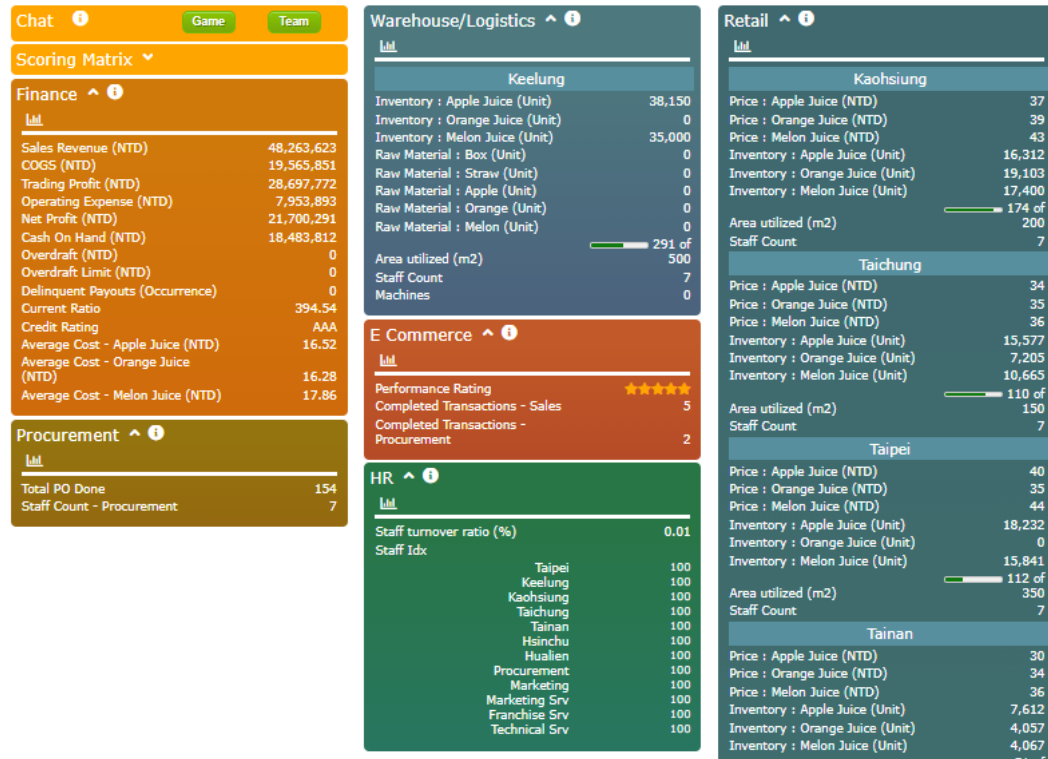 Chat
Game
Team
Scoring Matrix
Finance
Sales Revenue (NTD) 48,263,623
COGS (NTD) 19,565,851
Trading Profit (NTD) 28,697,772
Operating Expense (NTD) 7,953,893
Net Profit (NTD) 21,700,291
Cash On Hand (NTD) 18,483,812
Overdraft (NTD) 0
Overdraft Limit (NTD) 0
Delinquent Payouts (Occurrence) 0
Current Ratio 394.54
Credit Rating AAA
Average Cost - Apple Juice (NTD) 16.52
Average Cost - Orange Juice
(NTD) 16.28
Average Cost - Melon Juice (NTD) 17.86
Procurement
Total PO Done 154
Staff Count - Procurement 7
Warehouse/Logistics
Keelung
Inventory : Apple Juice (Unit) 38,150
Inventory : Orange Juice (Unit) 0
Inventory : Melon Juice (Unit) 35,000
Raw Material : Box (Unit) 0
Raw Material : Straw (Unit) 0
Raw Material : Apple (Unit) 0
Raw Material : Orange (Unit) 0
Raw Material : Melon (Unit) 0
291 of
Area utilized (m2) 500
Staff Count 7
Machines 0
E Commerce
Performance Rating
Completed Transactions - Sales 5
Completed Transactions -
Procurement 2
HR
Staff turnover ratio (%) 0.01
Staff Idx
Taipei 100
Keelung 100
Kaohsiung 100
Taichung 100
Tainan 100
Hsinchu 100
Hualien 100
Procurement 100
Marketing 100
Marketing Srv 100
Franchise Srv 100
Technical Srv 100
Retail
Kaohsiung
Price : Apple Juice (NTD) 37
Price : Orange Juice (NTD) 39
Price : Melon Juice (NTD) 43
Inventory : Apple Juice (Unit) 16,312
Inventory : Orange Juice (Unit) 19,103
Inventory : Melon Juice (Unit) 17,400
174 of
Area utilized (m2) 200
Staff Count 7
Taichung
Price : Apple Juice (NTD) 34
Price : Orange Juice (NTD) 35
Price : Melon Juice (NTD) 36
Inventory : Apple Juice (Unit) 15,577
Inventory : Orange Juice (Unit) 7,205
Inventory : Melon Juice (Unit) 10,665
110 of
Area utilized (m2) 150
Staff Count 7
Taipei
Price : Apple Juice (NTD) 40
Price : Orange Juice (NTD) 35
Price : Melon Juice (NTD) 44
Inventory : Apple Juice (Unit) 18,232
Inventory : Orange Juice (Unit) 0
Inventory : Melon Juice (Unit) 15,841
112 of
Area utilized (m2) 350
Staff Count 7
Tainan
Price : Apple Juice (NTD) 30
Price : Orange Juice (NTD) 34
Price : Melon Juice (NTD) 36
Inventory : Apple Juice (Unit) 7,612
Inventory : Orange Juice (Unit) 4,057
Inventory : Melon Juice (Unit) 4,067